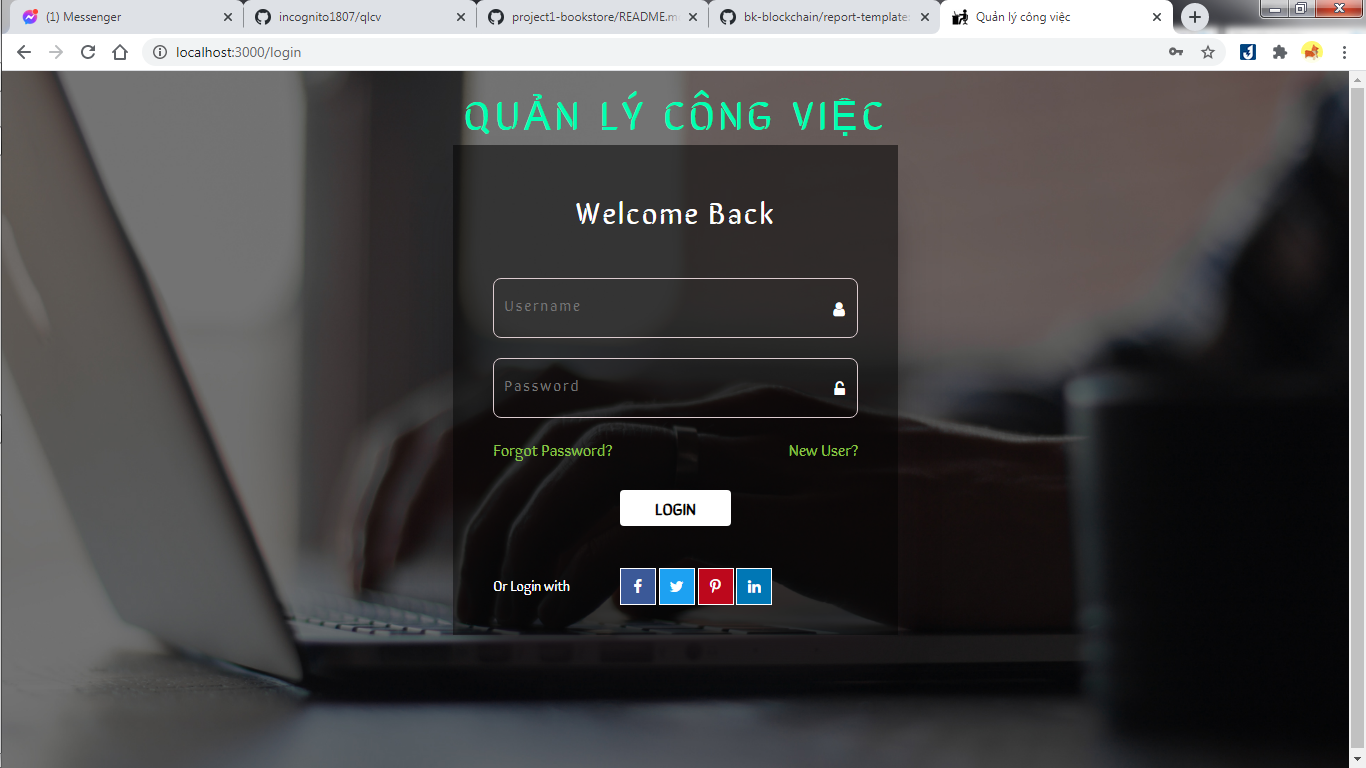 (1) Messenger
incognito1807/qlcv
project1-bookstore/README.m
bk-blockchain/report-template
Quản lý công việc
localhost:3000/login
QUẢN LÝ CÔNG VIỆC
Welcome Back
Username
Password
Forgot Password? New User?
LOGIN
Or Login with